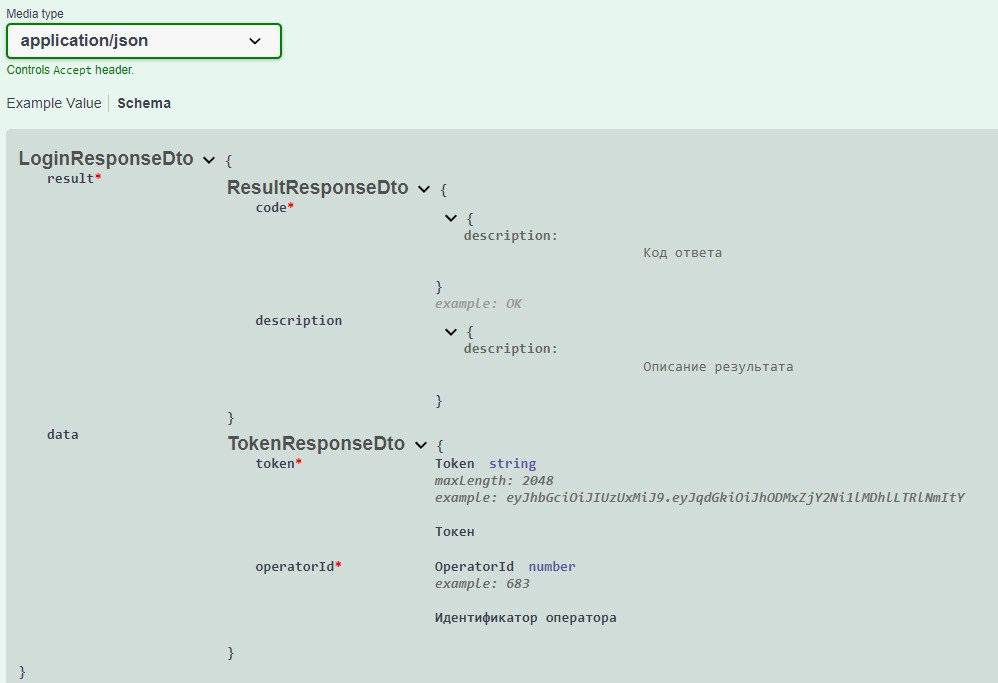 Media type
application/json
Controls Accept header.
Example Value Schema
LoginResponseDto {
result*
ResultResponseDto {
code*
{
description:
Код ответа
}
example: OK
description
{
description:
Описание результата
}
}
data
TokenResponseDto {
token*
Token string
maxLength: 2048
example: eyJhbGciOiJIUzUxMiJ9.eyJqdGkiOiJhODMxZjY2Ni1lMDhlLTRlNmItY
Токен
operatorId*
OperatorId number
example: 683
Идентификатор оператора
}
}